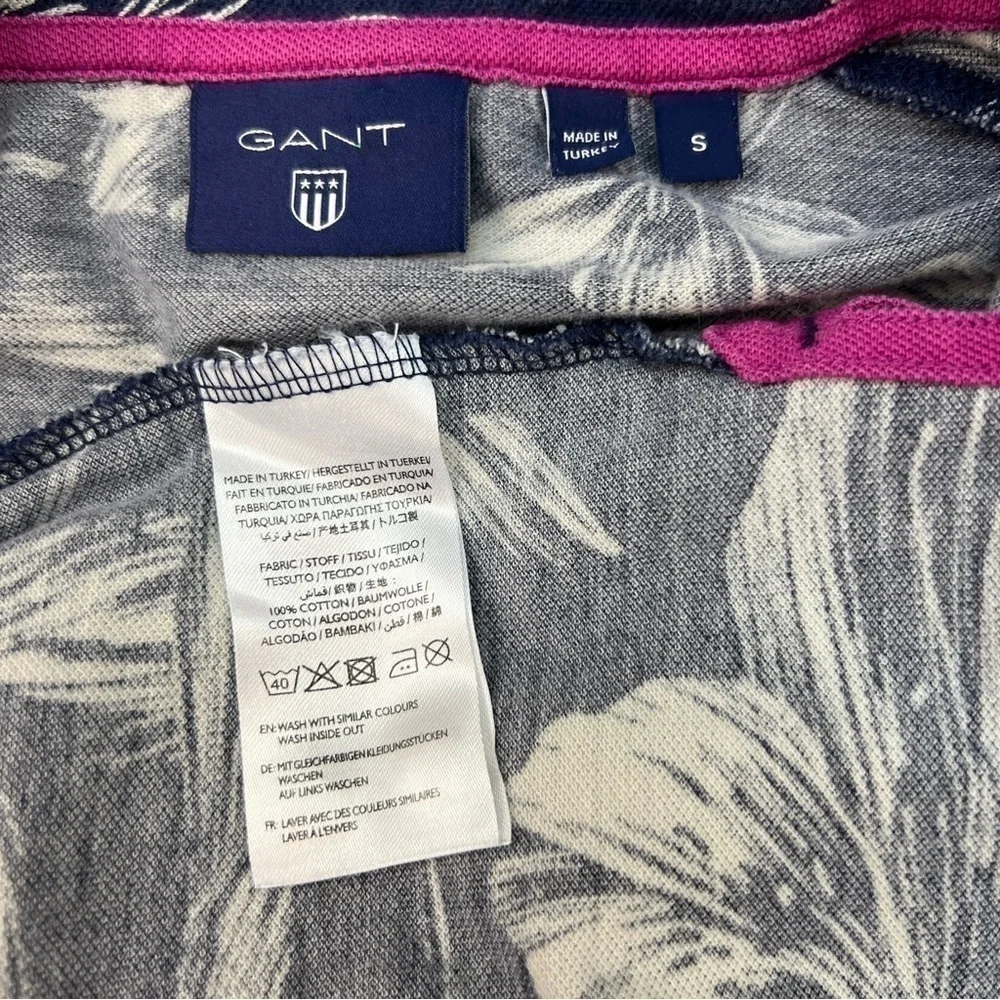 GANT
MADE IN
TURKEY
S
MADE IN TURKEY/ HERGESTELLT IN TUERKEI/
FAIT EN TURQUIE/ FABRICADO EN TURQUIA/
FABBRICATO IN TURCHIA/ FABRICADO NA
TURQUIA/ ΧΩΡΑ ΠΑΡΑΓΩΓΗΣ ΤΟΥΡΚΙΑ/
صنع في تركيا / 产地土耳其 / トルコ製
FABRIC / STOFF / TISSU / TEJIDO /
TESSUTO / TECIDO / ΥΦΑΣΜΑ /
قماش / 织物 / 生地 :
100% COTTON / BAUMWOLLE /
COTON / ALGODON / COTONE /
ALGODÃO / BAMBAKI / قطن / 棉 / 綿
40
EN: WASH WITH SIMILAR COLOURS
WASH INSIDE OUT
DE: MIT GLEICHFARBIGEN KLEIDUNGSSTÜCKEN
WASCHEN
AUF LINKS WASCHEN
FR: LAVER AVEC DES COULEURS SIMILAIRES
LAVER À L'ENVERS